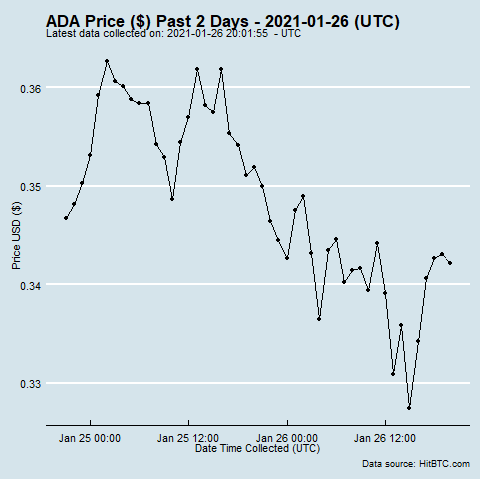 ADA Price ($) Past 2 Days - 2021-01-26 (UTC)
Latest data collected on: 2021-01-26 20:01:55 - UTC
0.36
0.35
0.34
0.33
Price USD ($)
Jan 25 00:00 Jan 25 12:00 Jan 26 00:00 Jan 26 12:00
Date Time Collected (UTC)
Data source: HitBTC.com